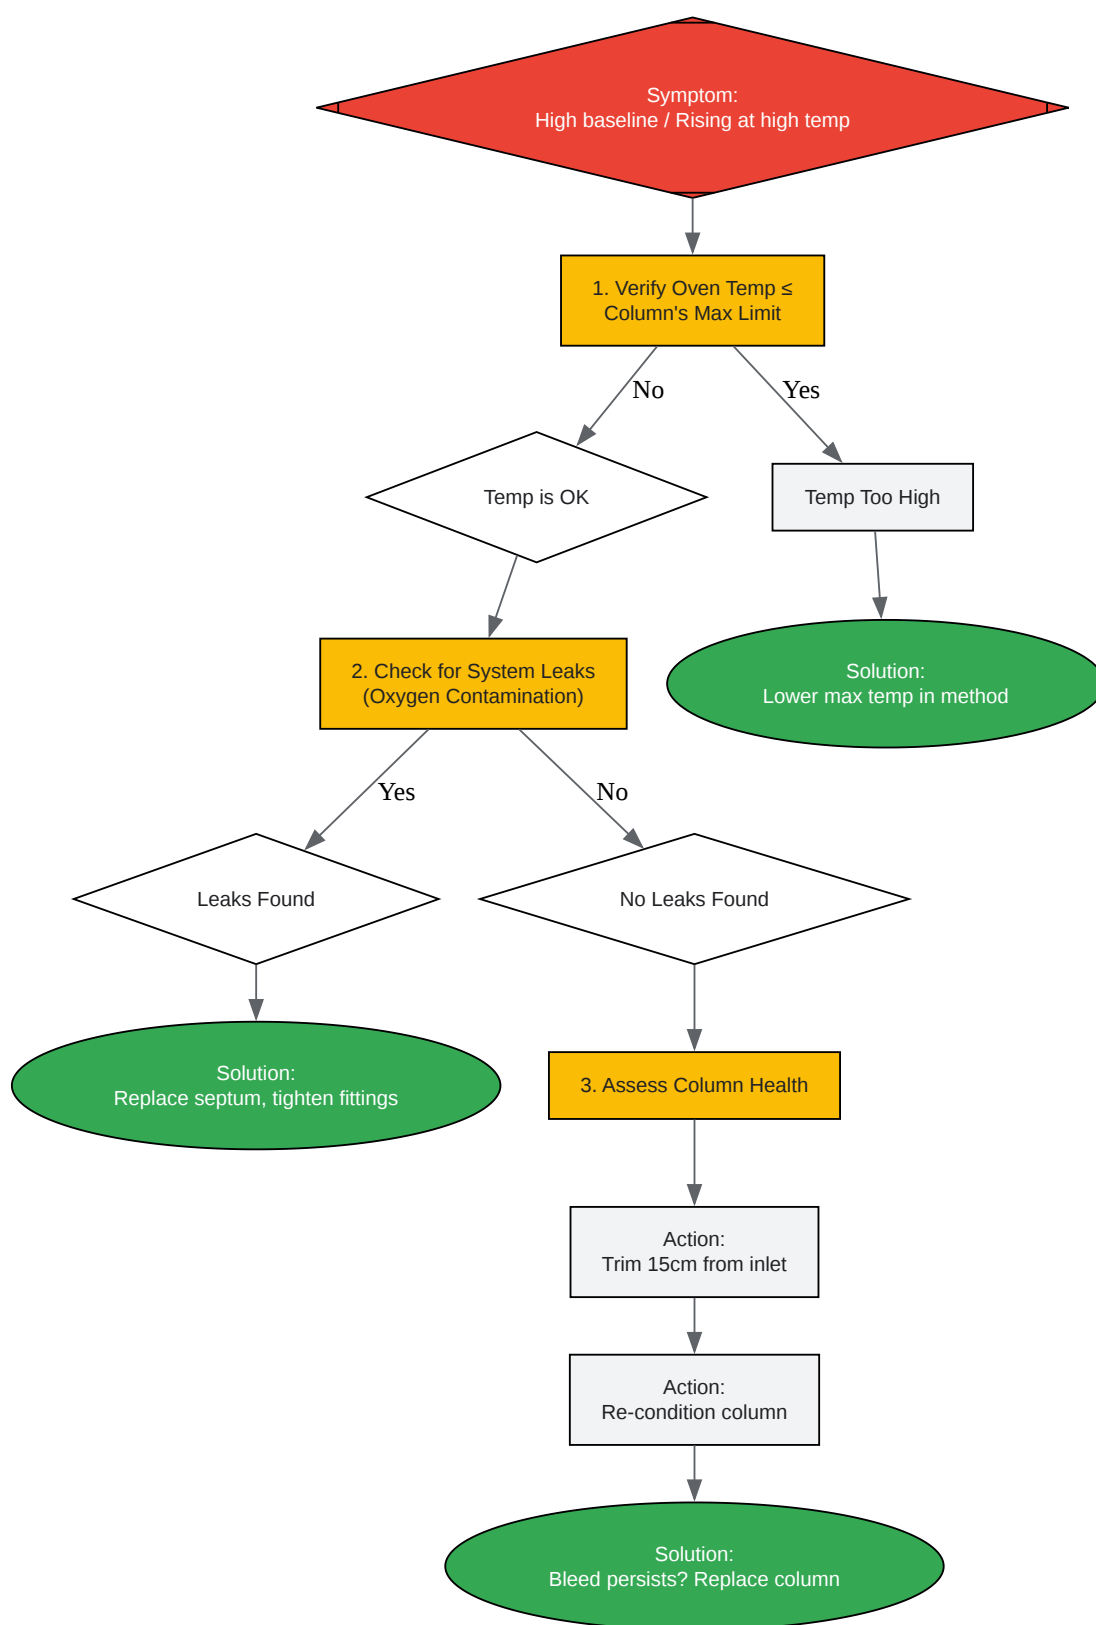 Symptom:
High baseline / Rising at high temp
1. Verify Oven Temp ≤
Column's Max Limit
No
Yes
Temp is OK
Temp Too High
2. Check for System Leaks
(Oxygen Contamination)
Solution:
Lower max temp in method
Yes
No
Leaks Found
No Leaks Found
Solution:
Replace septum, tighten fittings
3. Assess Column Health
Action:
Trim 15cm from inlet
Action:
Re-condition column
Solution:
Bleed persists? Replace column